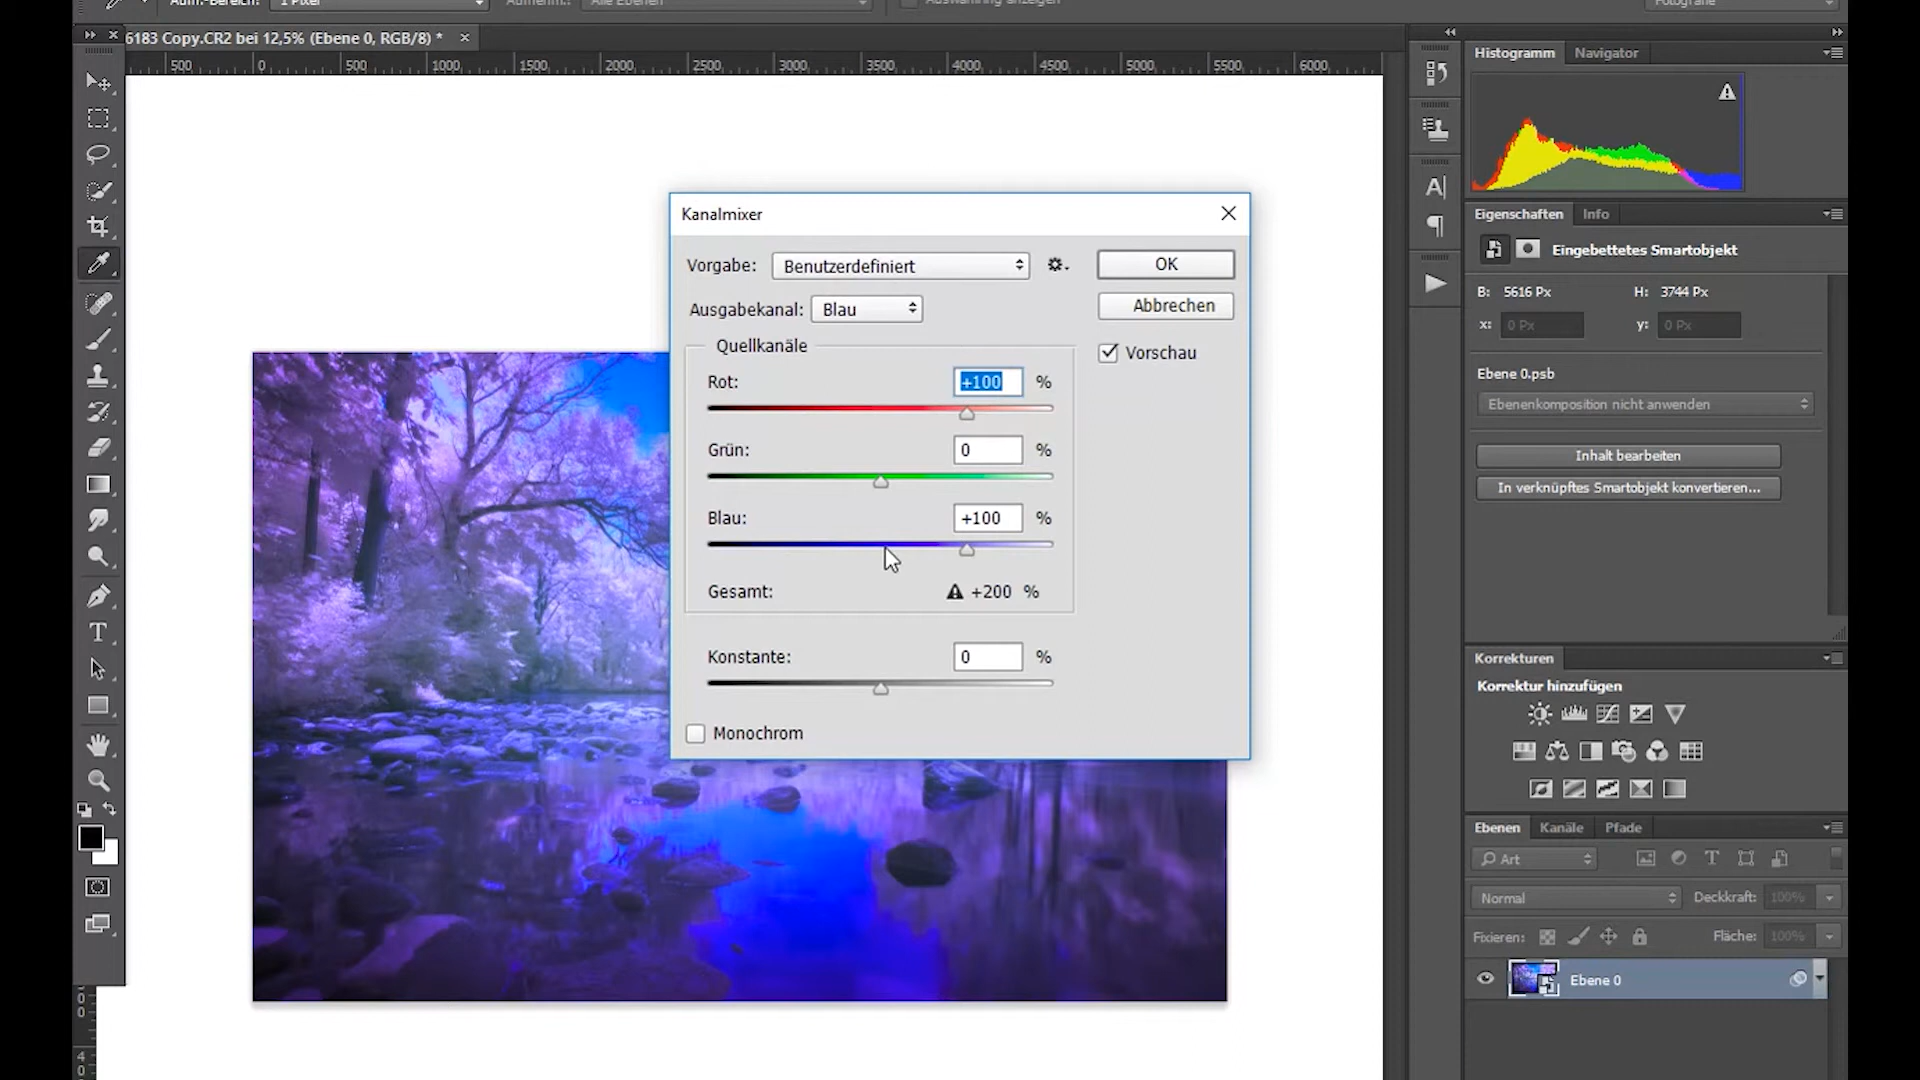 Aufn.-Bereich: 1 Pixel
Aufnehm.: Alle Ebenen
Auswahlring anzeigen
Fotografie
6183 Copy.CR2 bei 12,5% (Ebene 0, RGB/8) *
500 0 500 1000 1500 2000 2500 3000 3500 4000 4500 5000 5500 6000
Histogramm Navigator
Kanalmixer
Vorgabe: Benutzerdefiniert
OK
Ausgabekanal: Blau
Abbrechen
Quellkanäle
Vorschau
Rot: +100 %
Grün: 0 %
Blau: +100 %
Gesamt: +200 %
Konstante: 0 %
Monochrom
Eigenschaften Info
Eingebettetes Smartobjekt
B: 5616 Px H: 3744 Px
x: 0 Px y: 0 Px
Ebene 0.psb
Ebenenkomposition nicht anwenden
Inhalt bearbeiten
In verknüpftes Smartobjekt konvertieren...
Korrekturen
Korrektur hinzufügen
Ebenen Kanäle Pfade
Art
Normal Deckkraft: 100%
Fixieren: Fläche: 100%
Ebene 0